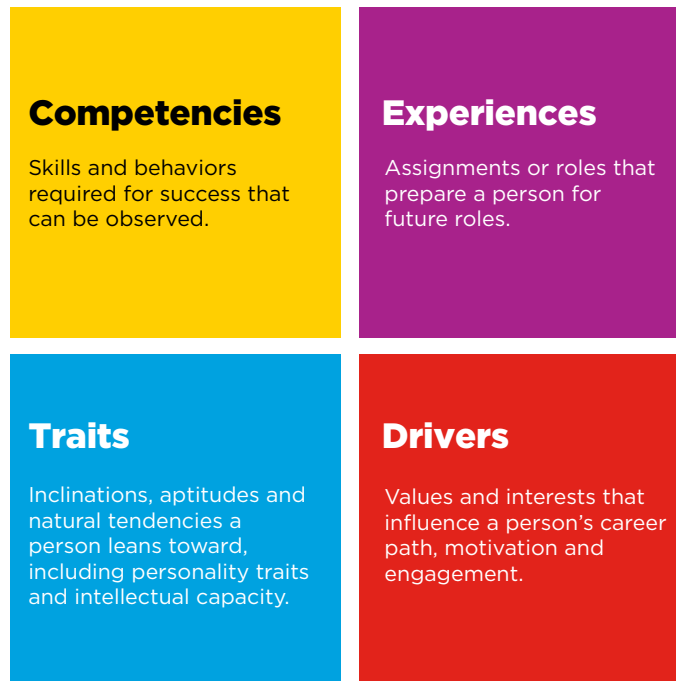 Competencies
Skills and behaviors
required for success that
can be observed.
Experiences
Assignments or roles that
prepare a person for
future roles.
Traits
Inclinations, aptitudes and
natural tendencies a
person leans toward,
including personality traits
and intellectual capacity.
Drivers
Values and interests that
influence a person’s career
path, motivation and
engagement.